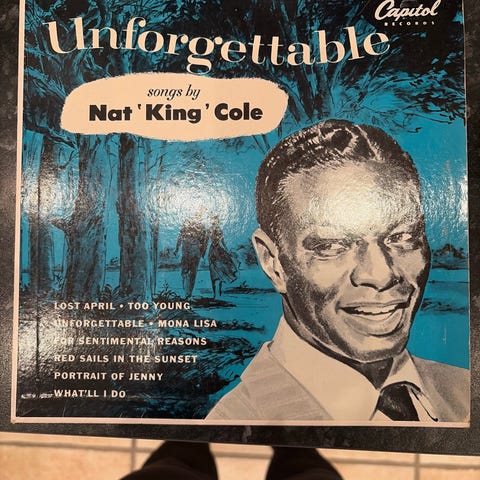 Unforgettable
Capitol
RECORDS
songs by
Nat 'King' Cole
LOST APRIL • TOO YOUNG
UNFORGETTABLE • MONA LISA
FOR SENTIMENTAL REASONS
RED SAILS IN THE SUNSET
PORTRAIT OF JENNY
WHAT'LL I DO